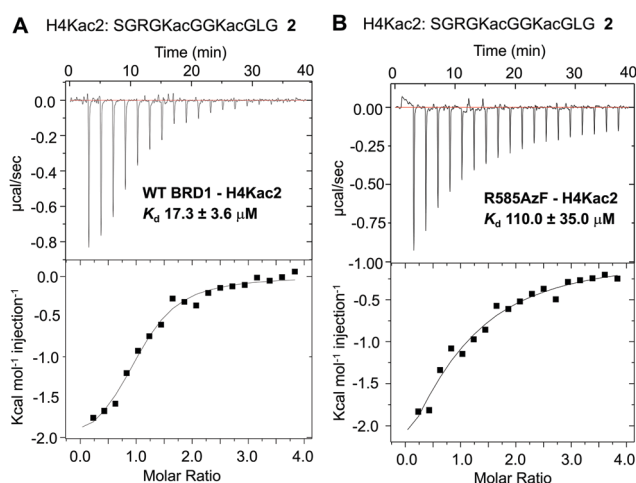 A H4Kac2: SGRGKacGGKacGLG 2
Time (min)
0 10 20 30 40
0.0
-0.2
-0.4
-0.6
-0.8
µcal/sec
WT BRD1 - H4Kac2
Kd 17.3 ± 3.6 µM
0.0
-0.5
-1.0
-1.5
-2.0
Kcal mol-1 injection-1
0.0 1.0 2.0 3.0 4.0
Molar Ratio
B H4Kac2: SGRGKacGGKacGLG 2
Time (min)
0 10 20 30 40
0.00
-0.25
-0.50
-0.75
-1.00
µcal/sec
R585AzF - H4Kac2
Kd 110.0 ± 35.0 µM
-0.5
-1.0
-1.5
-2.0
Kcal mol-1 injection-1
0.0 1.0 2.0 3.0 4.0
Molar Ratio